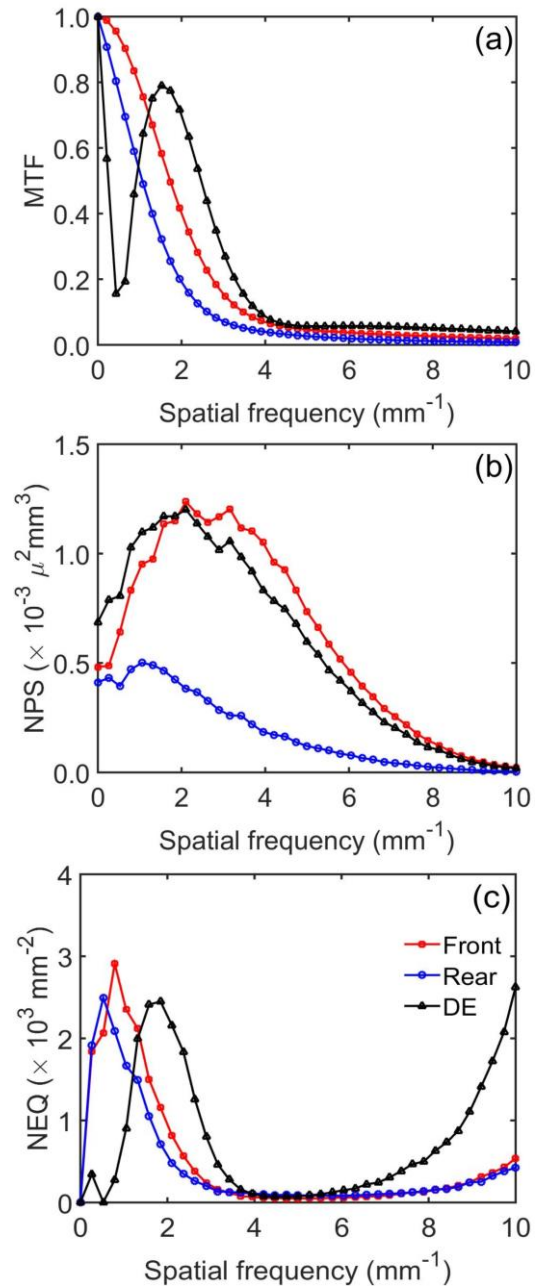 (a)
MTF
1.0
0.8
0.6
0.4
0.2
0.0
0 2 4 6 8 10
Spatial frequency (mm⁻¹)
(b)
NPS (× 10⁻³ μ²mm³)
1.5
1.0
0.5
0.0
0 2 4 6 8 10
Spatial frequency (mm⁻¹)
(c)
NEQ (× 10³ mm⁻²)
4
3
2
1
0
Front
Rear
DE
0 2 4 6 8 10
Spatial frequency (mm⁻¹)